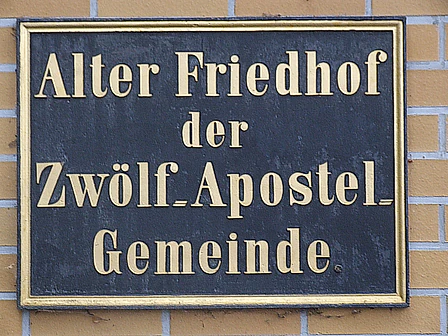 Alter Friedhof
der
Zwölf=Apostel=
Gemeinde.